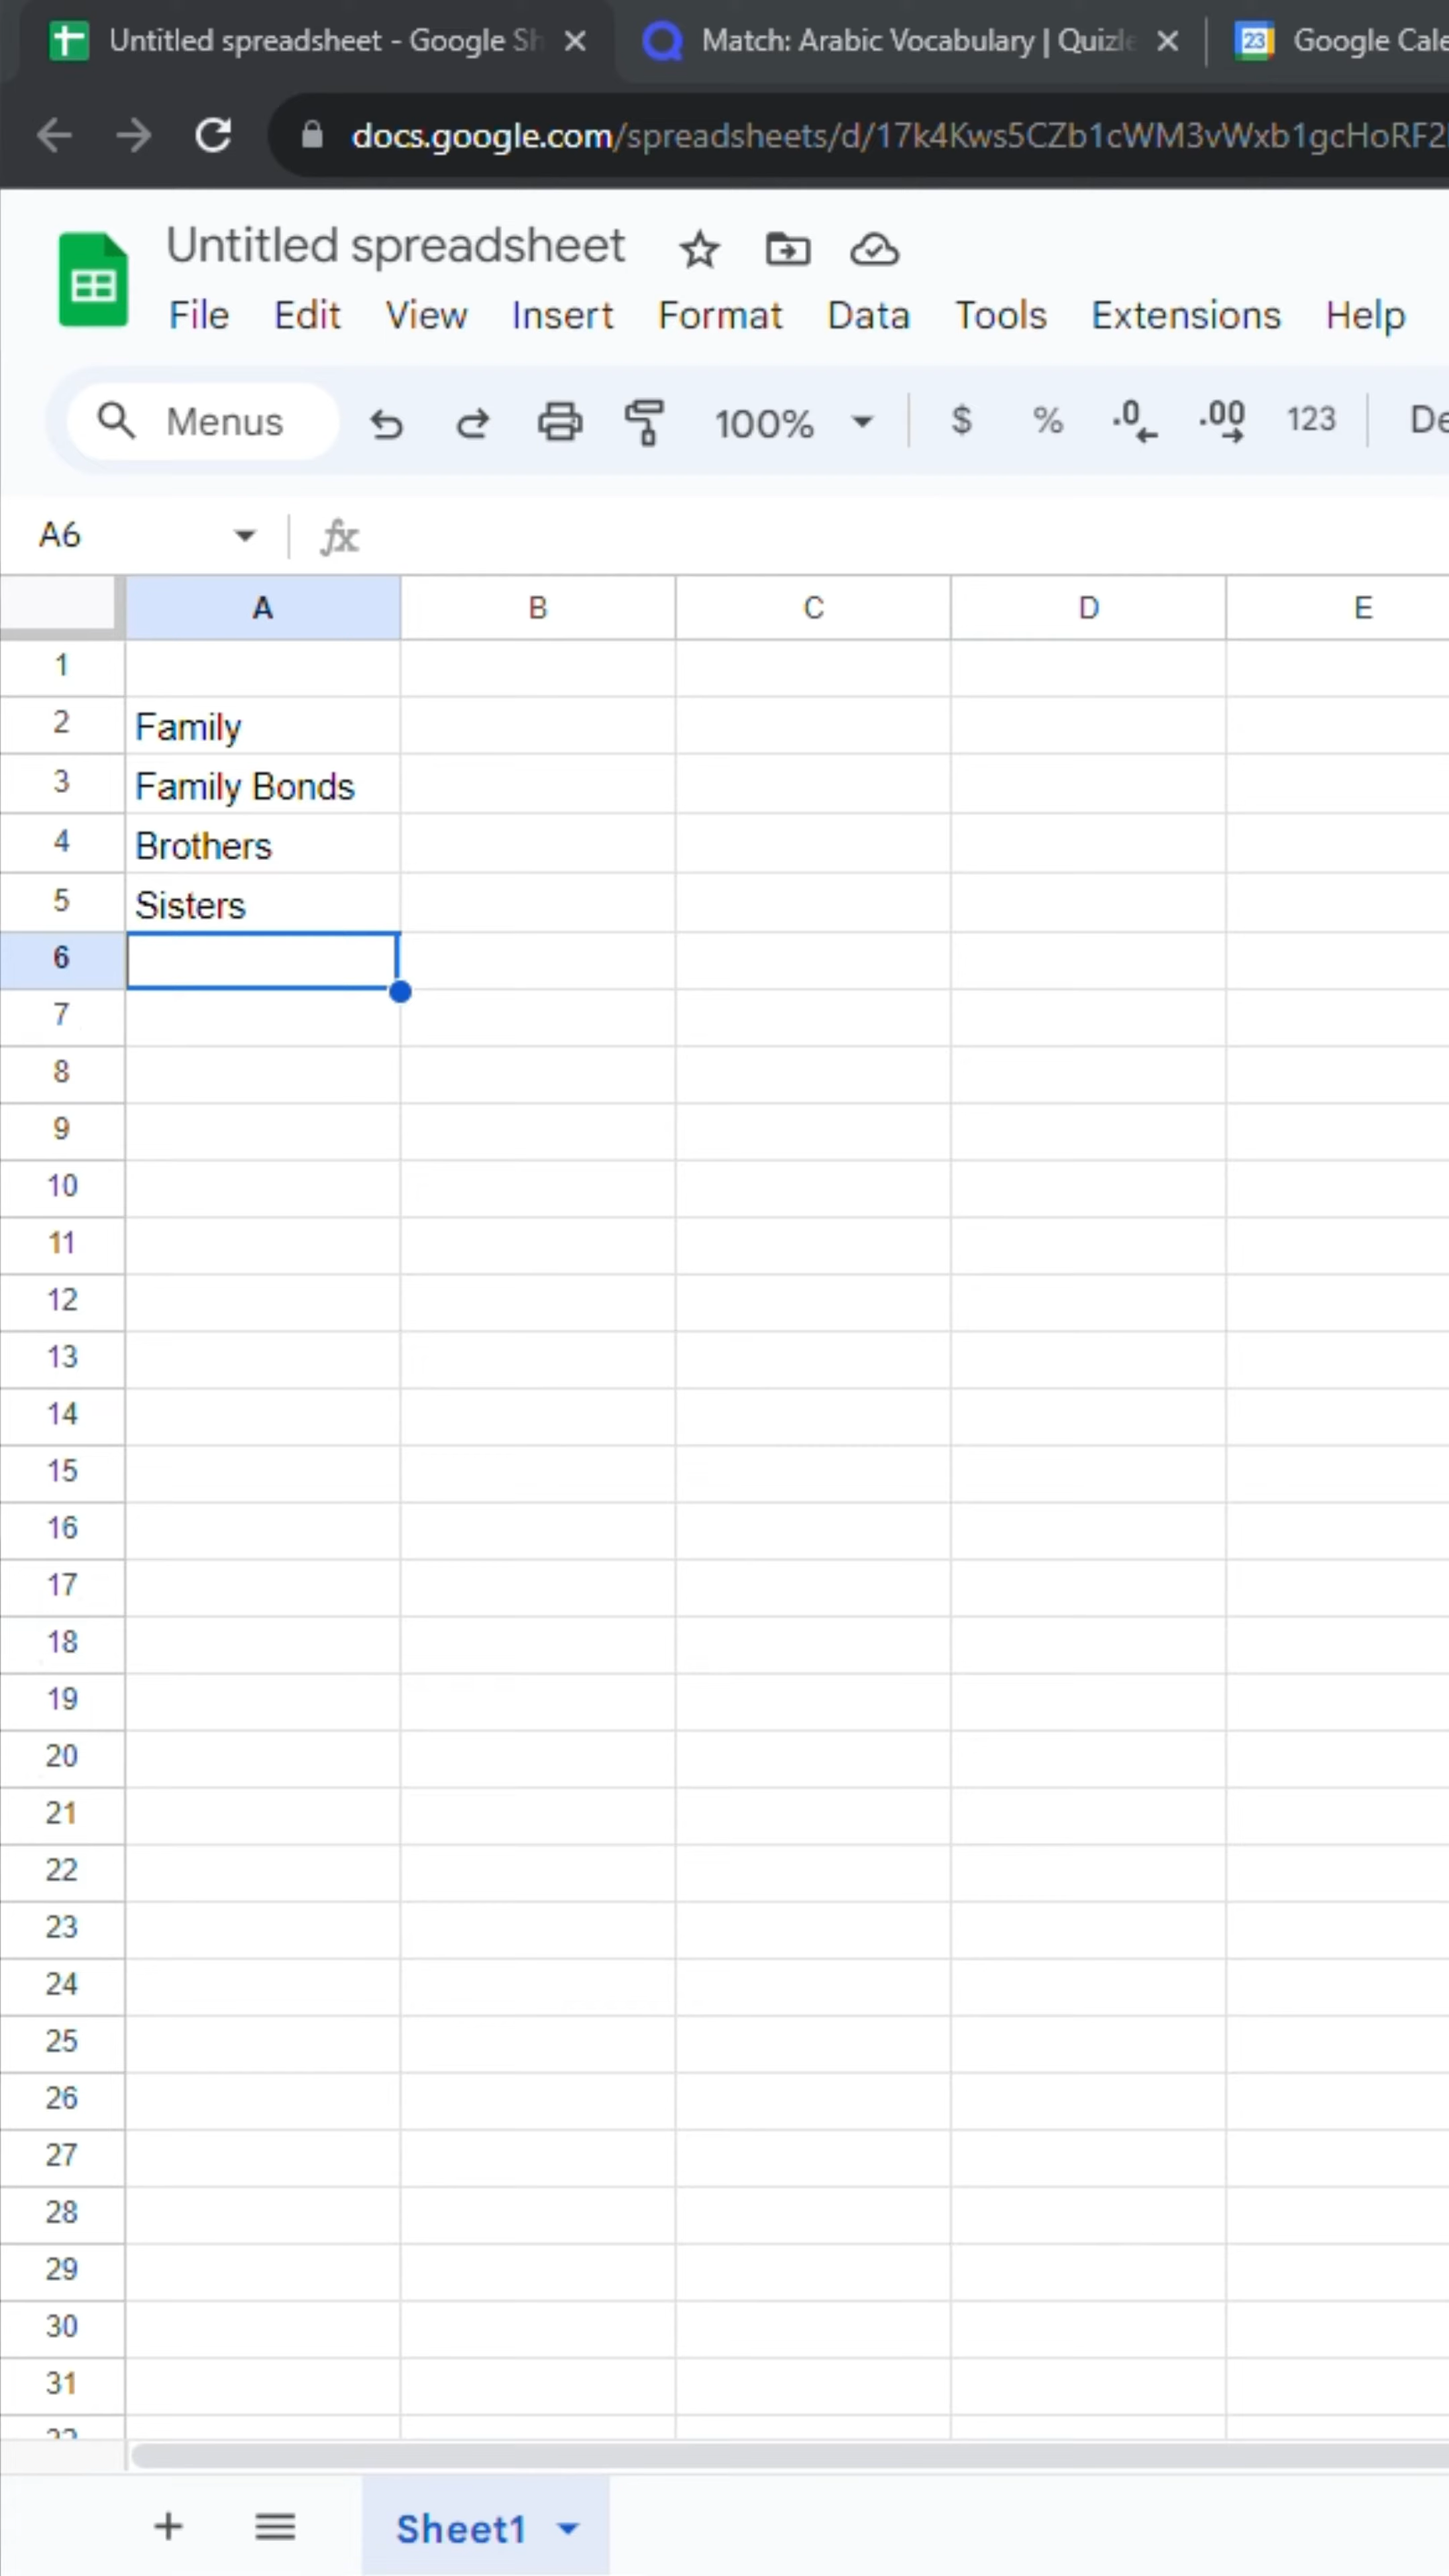 Untitled spreadsheet - Google Sh
Match: Arabic Vocabulary | Quizle
23 Google Cale
docs.google.com/spreadsheets/d/17k4Kws5CZb1cWM3vWxb1gcHoRF2
Untitled spreadsheet
File Edit View Insert Format Data Tools Extensions Help
Menus 100% $ % .0 .00 123 De
A6 fx
A B C D E
1
2 Family
3 Family Bonds
4 Brothers
5 Sisters
6
7
8
9
10
11
12
13
14
15
16
17
18
19
20
21
22
23
24
25
26
27
28
29
30
31
Sheet1